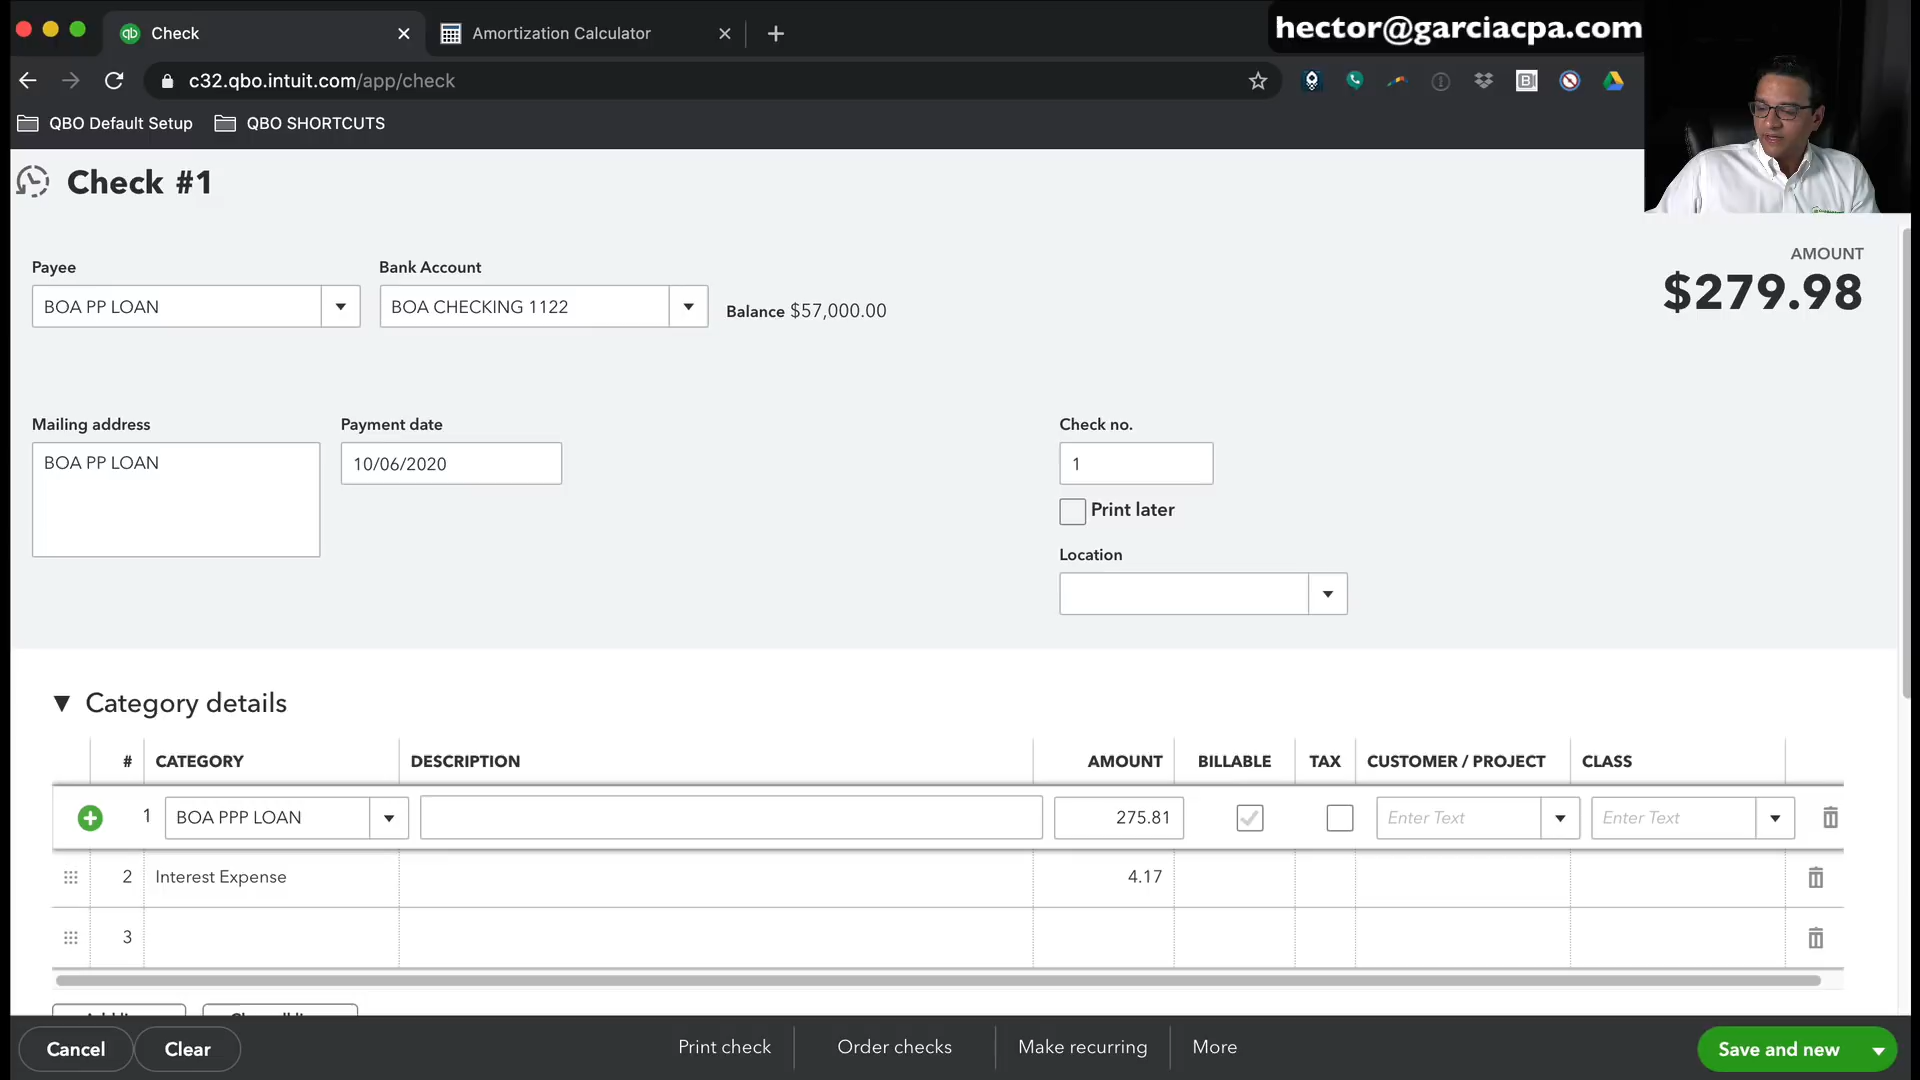 Check
Amortization Calculator
hector@garciacpa.com
c32.qbo.intuit.com/app/check
QBO Default Setup
QBO SHORTCUTS
Check #1
AMOUNT
$279.98
Payee
Bank Account
BOA PP LOAN
BOA CHECKING 1122
Balance $57,000.00
Mailing address
Payment date
Check no.
BOA PP LOAN
10/06/2020
1
Print later
Location
Category details
# CATEGORY DESCRIPTION AMOUNT BILLABLE TAX CUSTOMER / PROJECT CLASS
1 BOA PPP LOAN 275.81 Enter Text Enter Text
2 Interest Expense 4.17
3
Cancel
Clear
Print check
Order checks
Make recurring
More
Save and new